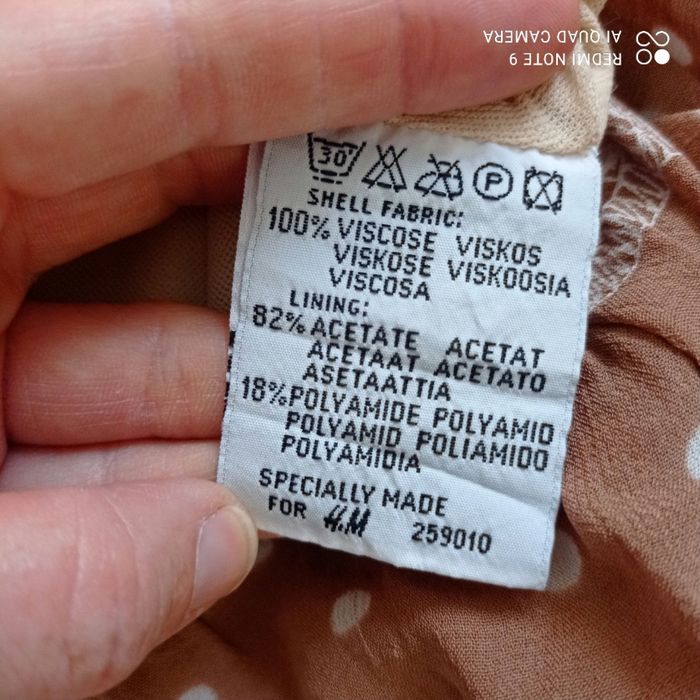 REDMI NOTE 9
AI QUAD CAMERA
30°
P
SHELL FABRIC:
100% VISCOSE VISKOS
VISKOSE VISKOOSIA
VISCOSA
LINING:
82% ACETATE ACETAT
ACETAAT ACETATO
ASETAATTIA
18% POLYAMIDE POLYAMID
POLYAMID POLIAMIDO
POLYAMIDIA
SPECIALLY MADE
FOR H&M 259010